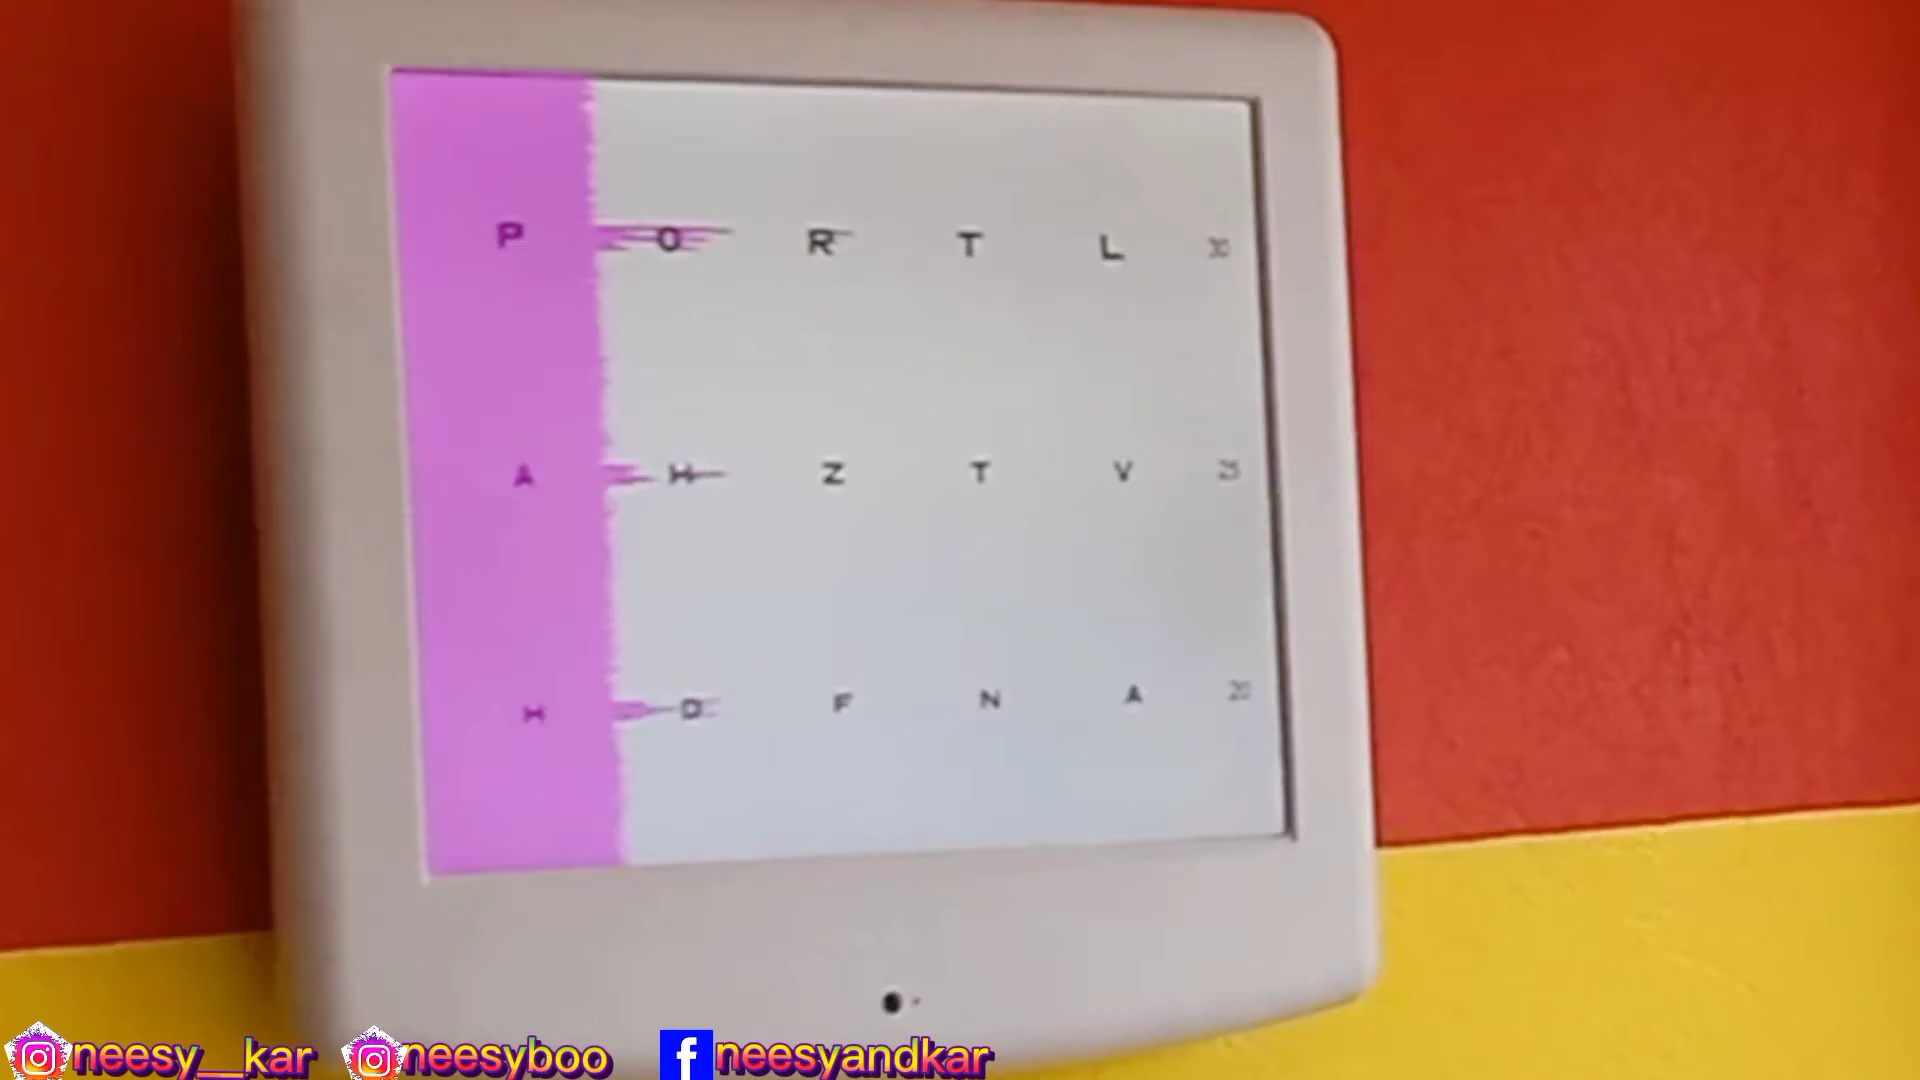 P O R T L 30
A H Z T V 25
H D F N A 20
neesy__kar neesyboo neesyandkar